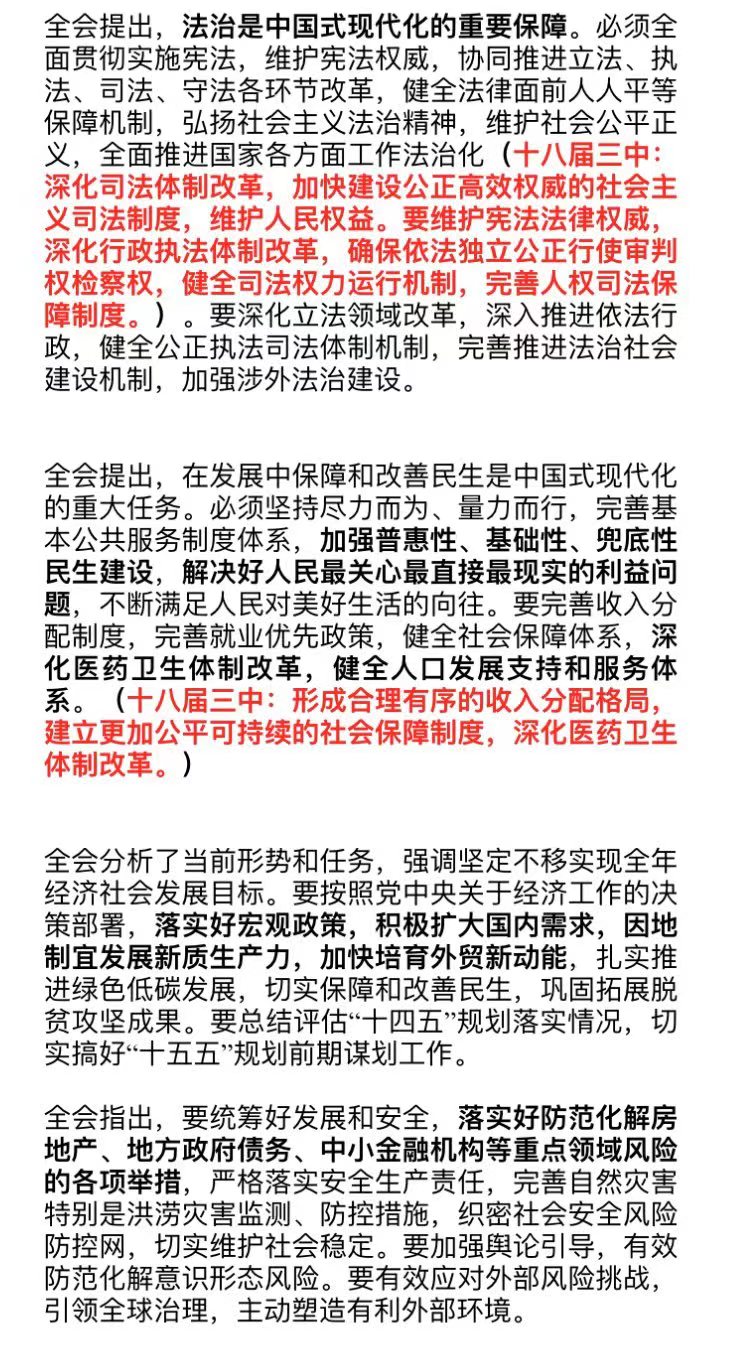 全会提出，法治是中国式现代化的重要保障。必须全
面贯彻实施宪法，维护宪法权威，协同推进立法、执
法、司法、守法各环节改革，健全法律面前人人平等
保障机制，弘扬社会主义法治精神，维护社会公平正
义，全面推进国家各方面工作法治化（十八届三中：
深化司法体制改革，加快建设公正高效权威的社会主
义司法制度，维护人民权益。要维护宪法法律权威，
深化行政执法体制改革，确保依法独立公正行使审判
权检察权，健全司法权力运行机制，完善人权司法保
障制度。）。要深化立法领域改革，深入推进依法行
政，健全公正执法司法体制机制，完善推进法治社会
建设机制，加强涉外法治建设。
全会提出，在发展中保障和改善民生是中国式现代化
的重大任务。必须坚持尽力而为、量力而行，完善基
本公共服务制度体系，加强普惠性、基础性、兜底性
民生建设，解决好人民最关心最直接最现实的利益问
题，不断满足人民对美好生活的向往。要完善收入分
配制度，完善就业优先政策，健全社会保障体系，深
化医药卫生体制改革，健全人口发展支持和服务体
系。（十八届三中：形成合理有序的收入分配格局，
建立更加公平可持续的社会保障制度，深化医药卫生
体制改革。）
全会分析了当前形势和任务，强调坚定不移实现全年
经济社会发展目标。要按照党中央关于经济工作的决
策部署，落实好宏观政策，积极扩大国内需求，因地
制宜发展新质生产力，加快培育外贸新动能，扎实推
进绿色低碳发展，切实保障和改善民生，巩固拓展脱
贫攻坚成果。要总结评估“十四五”规划落实情况，切
实搞好“十五五”规划前期谋划工作。
全会指出，要统筹好发展和安全，落实好防范化解房
地产、地方政府债务、中小金融机构等重点领域风险
的各项举措，严格落实安全生产责任，完善自然灾害
特别是洪涝灾害监测、防控措施，织密社会安全风险
防控网，切实维护社会稳定。要加强舆论引导，有效
防范化解意识形态风险。要有效应对外部风险挑战，
引领全球治理，主动塑造有利外部环境。